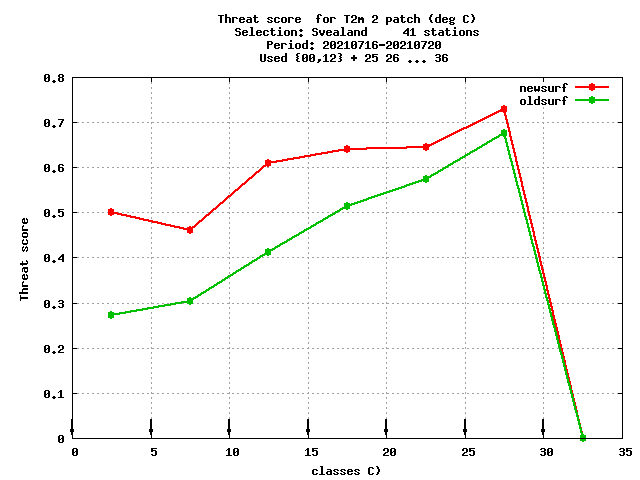 Threat score  for T2m 2 patch (deg C)
Selection: Svealand     41 stations
Period: 20210716-20210720
Used {00,12} + 25 26 ... 36
newsurf
oldsurf
0.8
0.7
0.6
0.5
0.4
0.3
0.2
0.1
0
Threat score
0 5 10 15 20 25 30 35
classes C)